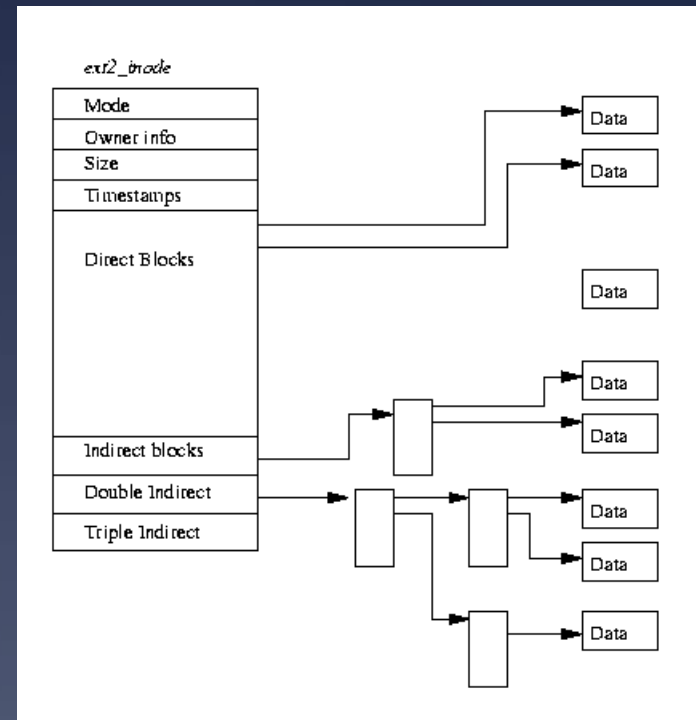 ext2_inode
Mode
Owner info
Size
Timestamps
Direct Blocks
Indirect blocks
Double Indirect
Triple Indirect
Data
Data
Data
Data
Data
Data
Data
Data